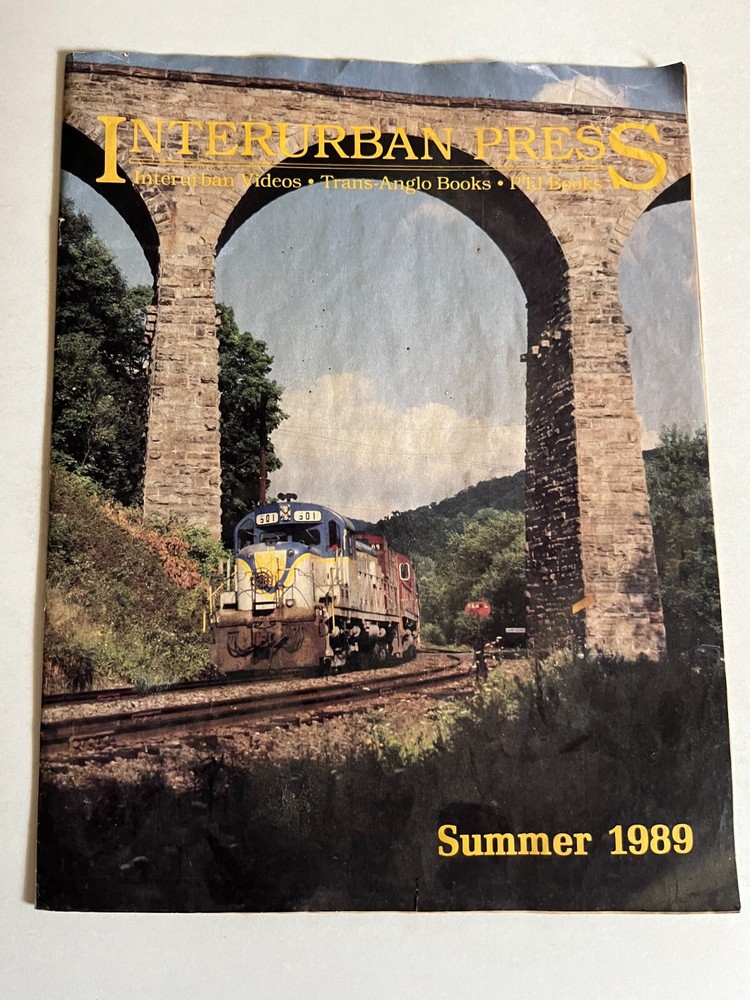 INTERURBAN PRESS
Interurban Videos • Trans-Anglo Books • PTJ Books
501 501
Summer 1989